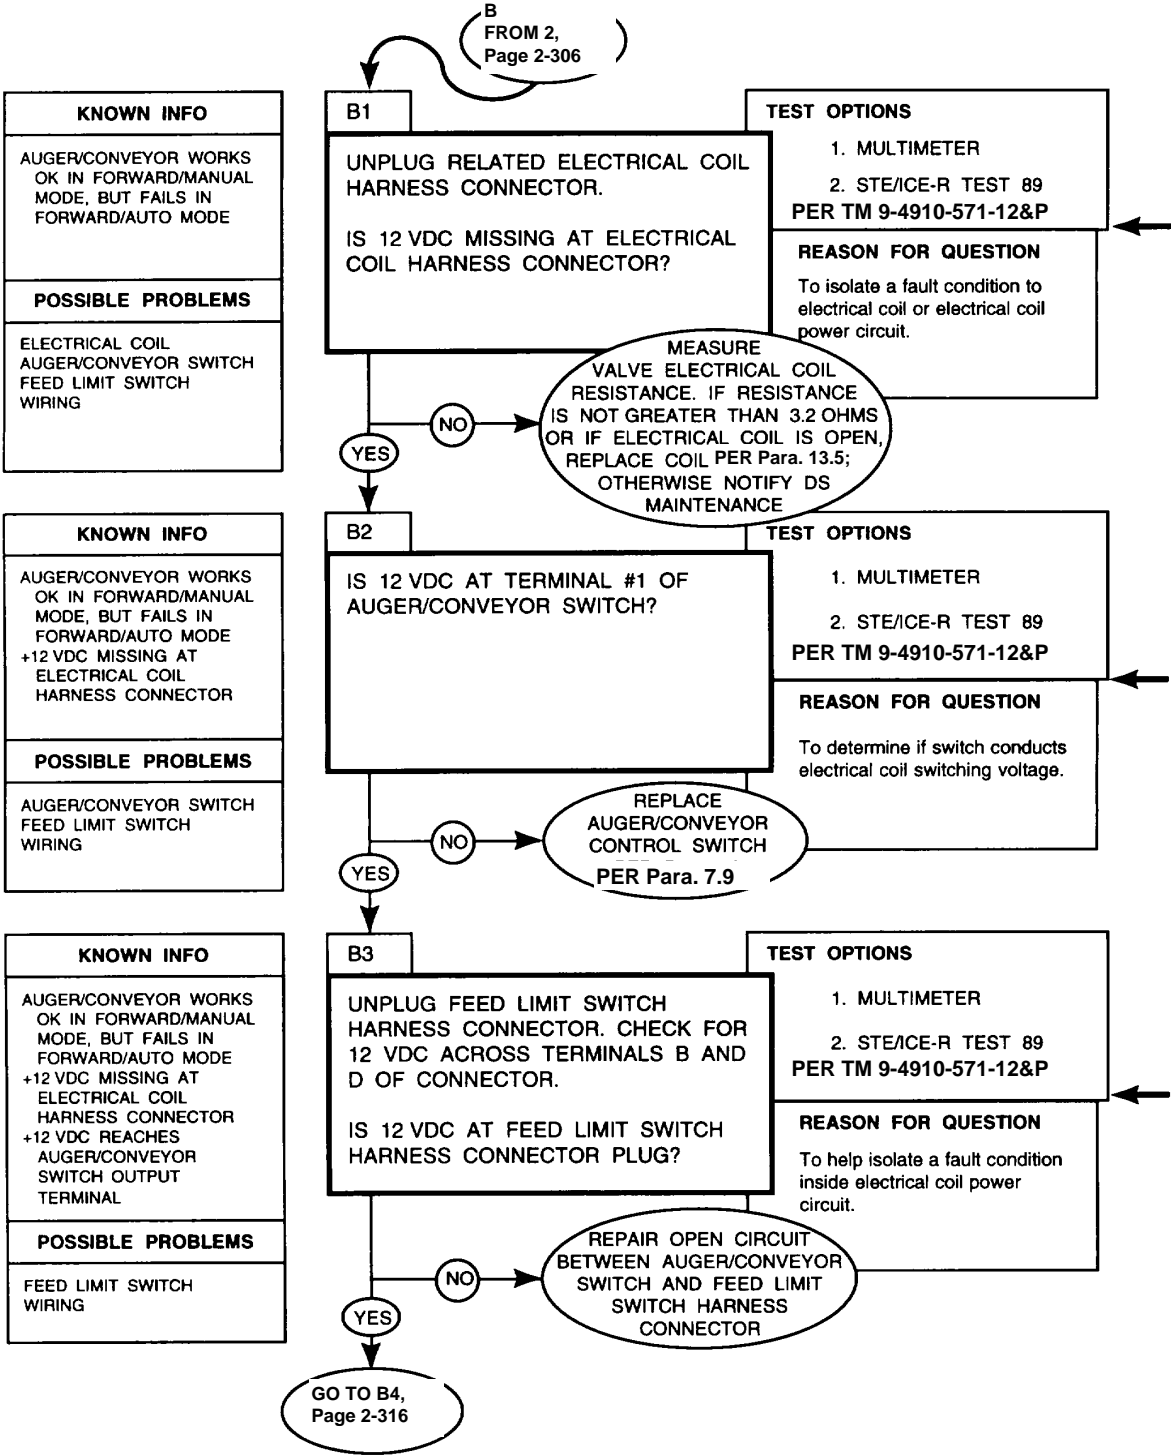 B
FROM 2,
Page 2-306
KNOWN INFO
AUGER/CONVEYOR WORKS
OK IN FORWARD/MANUAL
MODE, BUT FAILS IN
FORWARD/AUTO MODE
POSSIBLE PROBLEMS
ELECTRICAL COIL
AUGER/CONVEYOR SWITCH
FEED LIMIT SWITCH
WIRING
B1
UNPLUG RELATED ELECTRICAL COIL
HARNESS CONNECTOR.
IS 12 VDC MISSING AT ELECTRICAL
COIL HARNESS CONNECTOR?
TEST OPTIONS
1. MULTIMETER
2. STE/ICE-R TEST 89
PER TM 9-4910-571-12&P
REASON FOR QUESTION
To isolate a fault condition to
electrical coil or electrical coil
power circuit.
NO
MEASURE
VALVE ELECTRICAL COIL
RESISTANCE. IF RESISTANCE
IS NOT GREATER THAN 3.2 OHMS
OR IF ELECTRICAL COIL IS OPEN,
REPLACE COIL PER Para. 13.5;
OTHERWISE NOTIFY DS
MAINTENANCE
YES
KNOWN INFO
AUGER/CONVEYOR WORKS
OK IN FORWARD/MANUAL
MODE, BUT FAILS IN
FORWARD/AUTO MODE
+12 VDC MISSING AT
ELECTRICAL COIL
HARNESS CONNECTOR
POSSIBLE PROBLEMS
AUGER/CONVEYOR SWITCH
FEED LIMIT SWITCH
WIRING
B2
IS 12 VDC AT TERMINAL #1 OF
AUGER/CONVEYOR SWITCH?
TEST OPTIONS
1. MULTIMETER
2. STE/ICE-R TEST 89
PER TM 9-4910-571-12&P
REASON FOR QUESTION
To determine if switch conducts
electrical coil switching voltage.
NO
REPLACE
AUGER/CONVEYOR
CONTROL SWITCH
PER Para. 7.9
YES
KNOWN INFO
AUGER/CONVEYOR WORKS
OK IN FORWARD/MANUAL
MODE, BUT FAILS IN
FORWARD/AUTO MODE
+12 VDC MISSING AT
ELECTRICAL COIL
HARNESS CONNECTOR
+12 VDC REACHES
AUGER/CONVEYOR
SWITCH OUTPUT
TERMINAL
POSSIBLE PROBLEMS
FEED LIMIT SWITCH
WIRING
B3
UNPLUG FEED LIMIT SWITCH
HARNESS CONNECTOR. CHECK FOR
12 VDC ACROSS TERMINALS B AND
D OF CONNECTOR.
IS 12 VDC AT FEED LIMIT SWITCH
HARNESS CONNECTOR PLUG?
TEST OPTIONS
1. MULTIMETER
2. STE/ICE-R TEST 89
PER TM 9-4910-571-12&P
REASON FOR QUESTION
To help isolate a fault condition
inside electrical coil power
circuit.
NO
REPAIR OPEN CIRCUIT
BETWEEN AUGER/CONVEYOR
SWITCH AND FEED LIMIT
SWITCH HARNESS
CONNECTOR
YES
GO TO B4,
Page 2-316